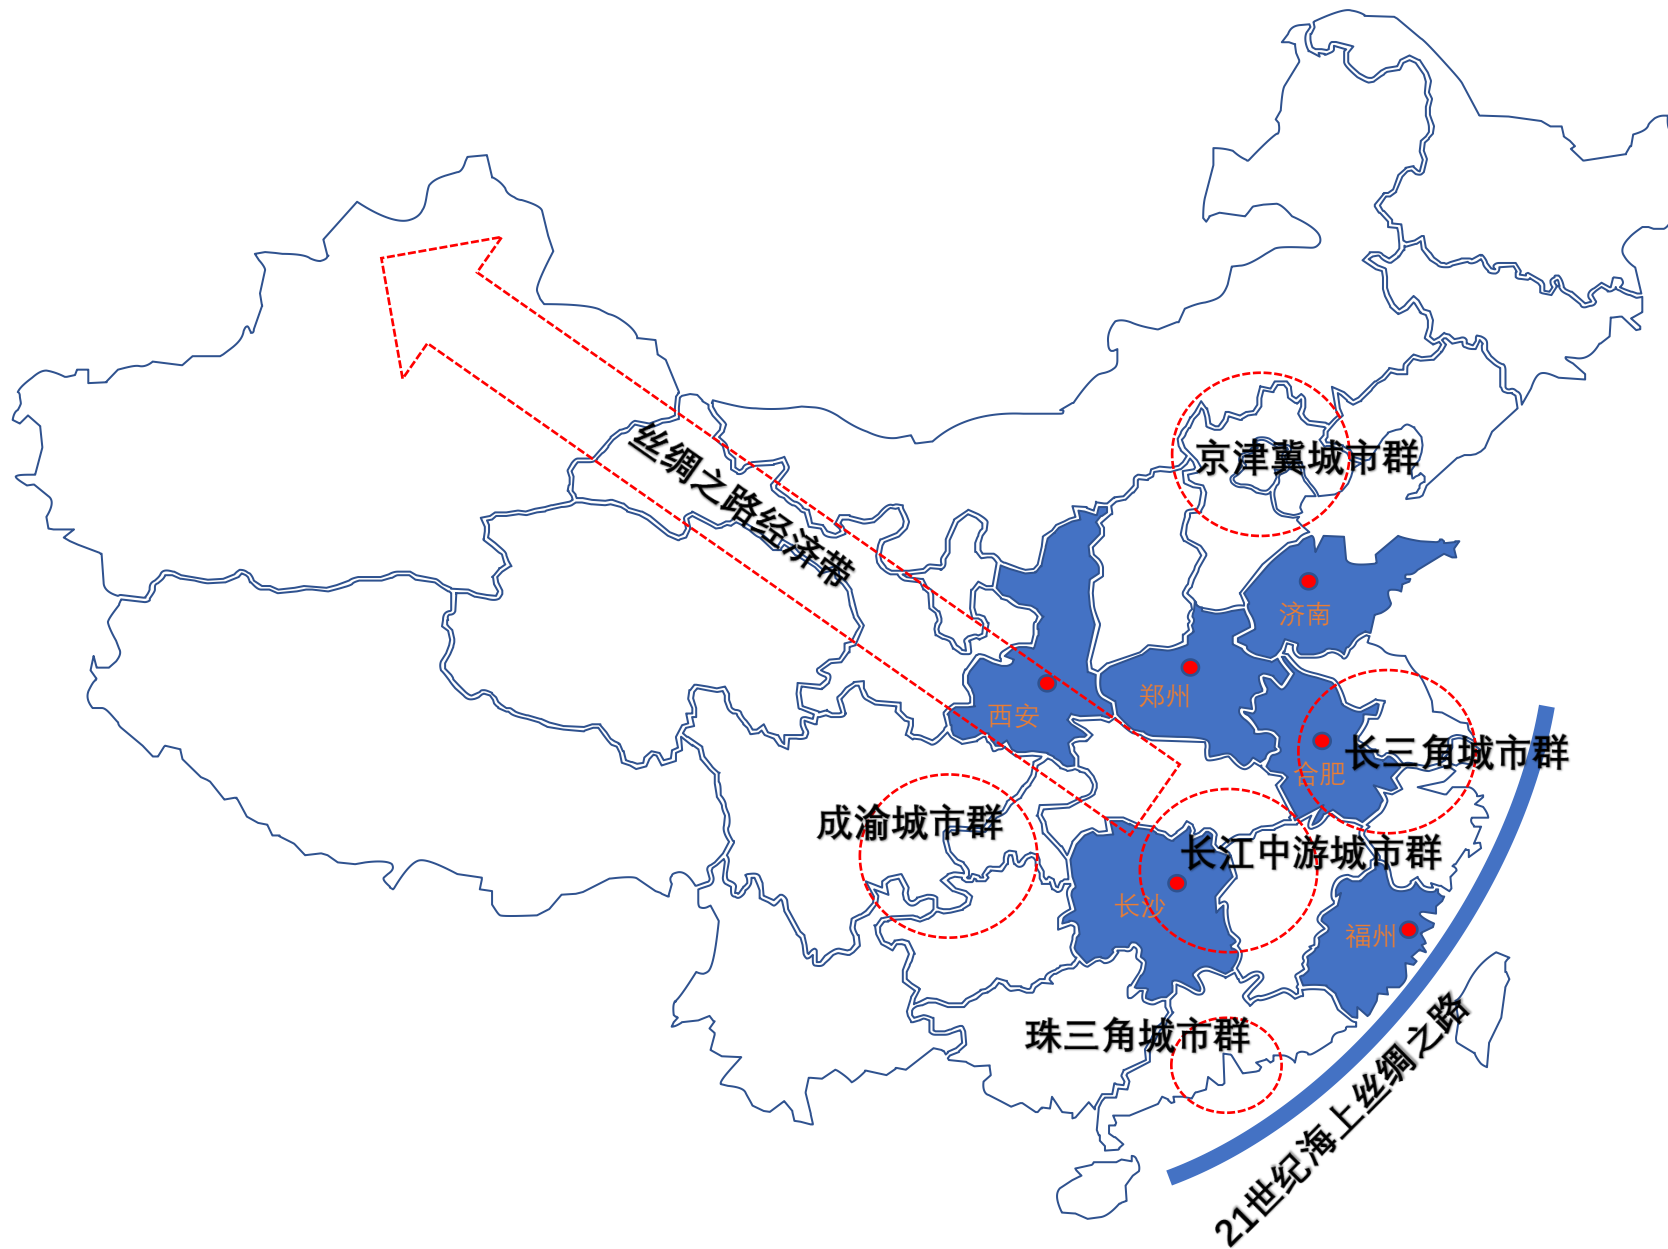 丝绸之路经济带
京津冀城市群
济南
郑州
西安
长三角城市群
合肥
成渝城市群
长江中游城市群
长沙
福州
珠三角城市群
21世纪海上丝绸之路